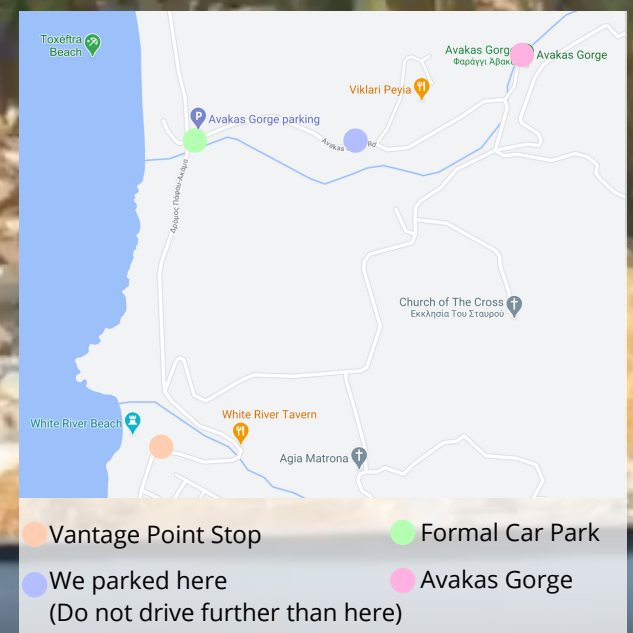 Toxéftra
Beach
Avakas Gorg
Φαράγγι Άβακ
Avakas Gorge
Viklari Peyia
P
Avakas Gorge parking
Avakas
Rd
Δρόμος Πάφου-Ακάμα
Church of The Cross
Εκκλησία Του Σταυρού
White River Tavern
White River Beach
Agia Matrona
Vantage Point Stop
Formal Car Park
We parked here
Avakas Gorge
(Do not drive further than here)